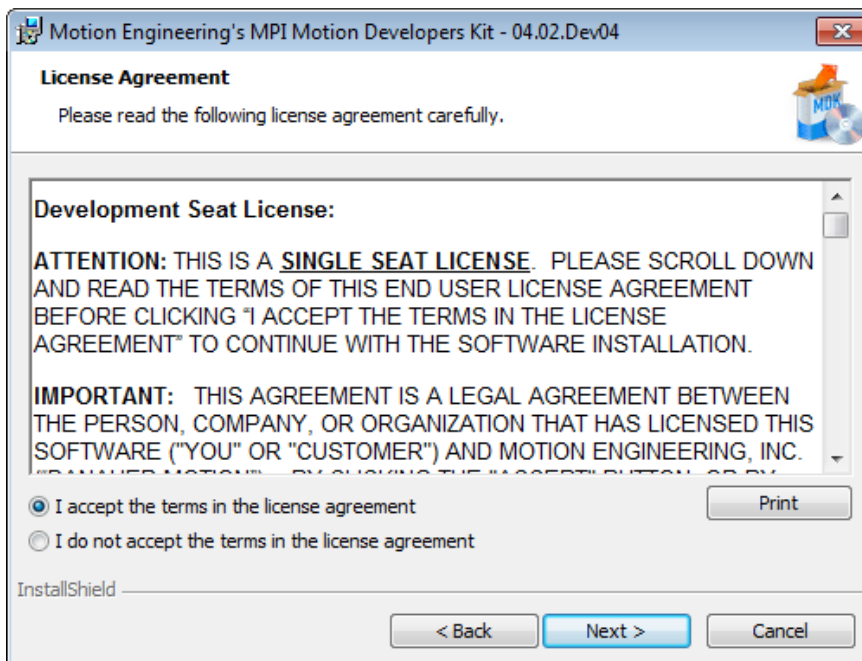 Motion Engineering's MPI Motion Developers Kit - 04.02.Dev04
License Agreement
Please read the following license agreement carefully.
MDK
Development Seat License:
ATTENTION: THIS IS A SINGLE SEAT LICENSE. PLEASE SCROLL DOWN
AND READ THE TERMS OF THIS END USER LICENSE AGREEMENT
BEFORE CLICKING “I ACCEPT THE TERMS IN THE LICENSE
AGREEMENT” TO CONTINUE WITH THE SOFTWARE INSTALLATION.
IMPORTANT: THIS AGREEMENT IS A LEGAL AGREEMENT BETWEEN
THE PERSON, COMPANY, OR ORGANIZATION THAT HAS LICENSED THIS
SOFTWARE ("YOU" OR "CUSTOMER") AND MOTION ENGINEERING, INC.
I accept the terms in the license agreement
Print
I do not accept the terms in the license agreement
InstallShield
< Back
Next >
Cancel